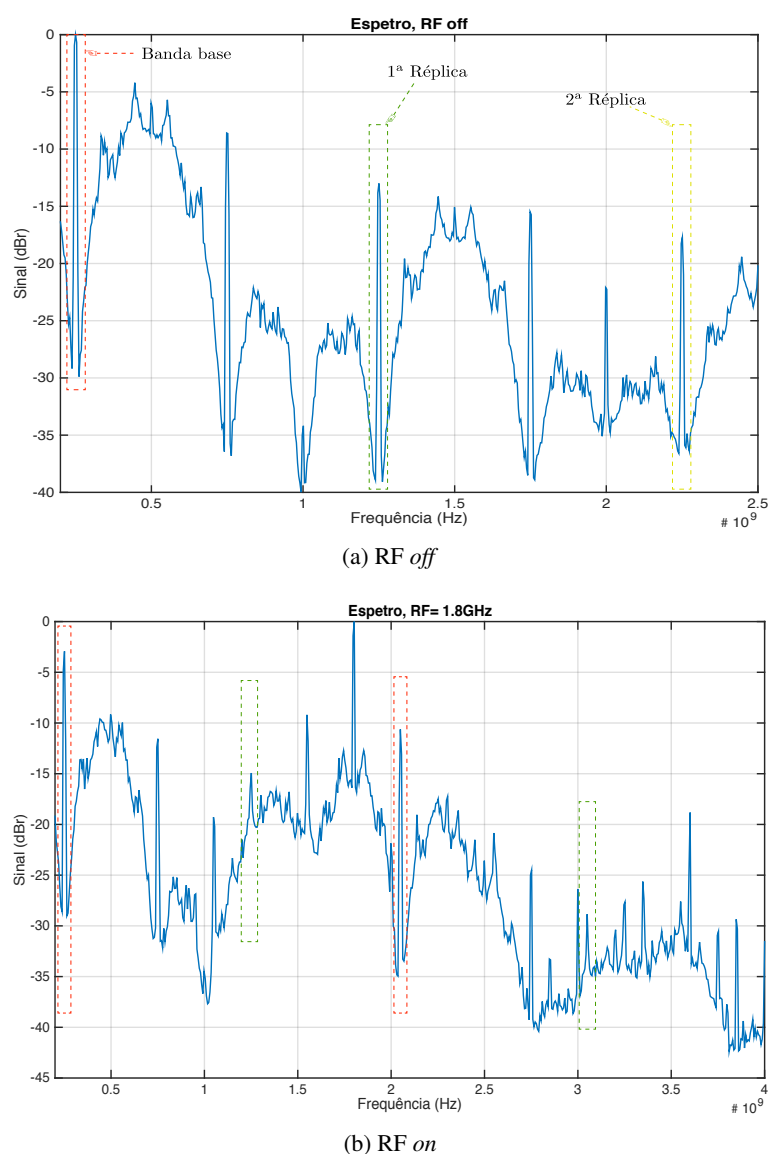 Espetro, RF off
0
-5
-10
-15
-20
-25
-30
-35
-40
Sinal (dBr)
Banda base
1ª Réplica
2ª Réplica
0.5 1 1.5 2 2.5
Frequência (Hz)
# 10^9
(a) RF off
Espetro, RF= 1.8GHz
0
-5
-10
-15
-20
-25
-30
-35
-40
-45
Sinal (dBr)
0.5 1 1.5 2 2.5 3 3.5 4
Frequência (Hz)
# 10^9
(b) RF on